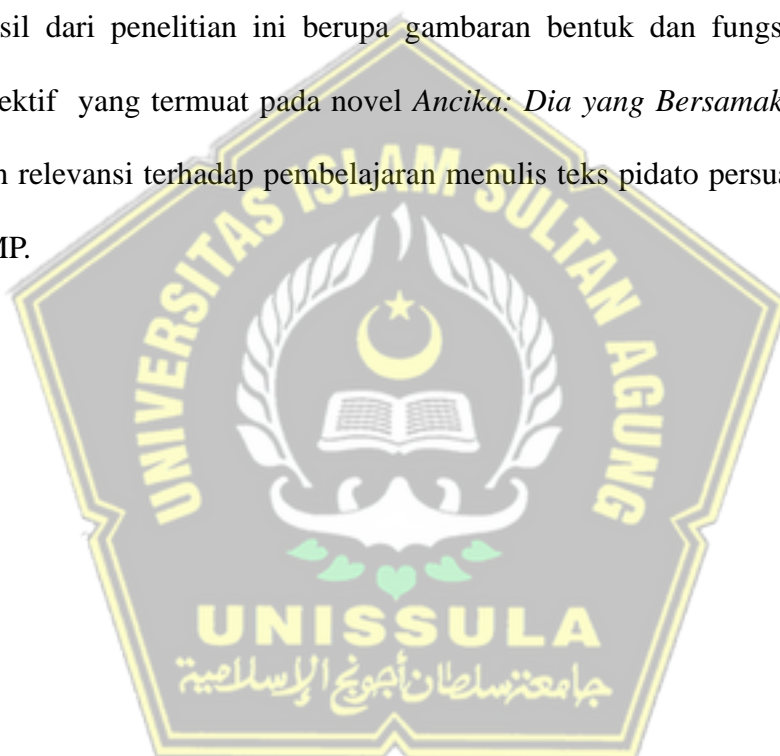 sil dari penelitian ini berupa gambaran bentuk dan fungs
ektif yang termuat pada novel Ancika: Dia yang Bersamak
n relevansi terhadap pembelajaran menulis teks pidato persua
MP.
UNIVERSITAS ISLAM SULTAN AGUNG
UNISSULA
جامعة سلطان أجونج الإسلامية